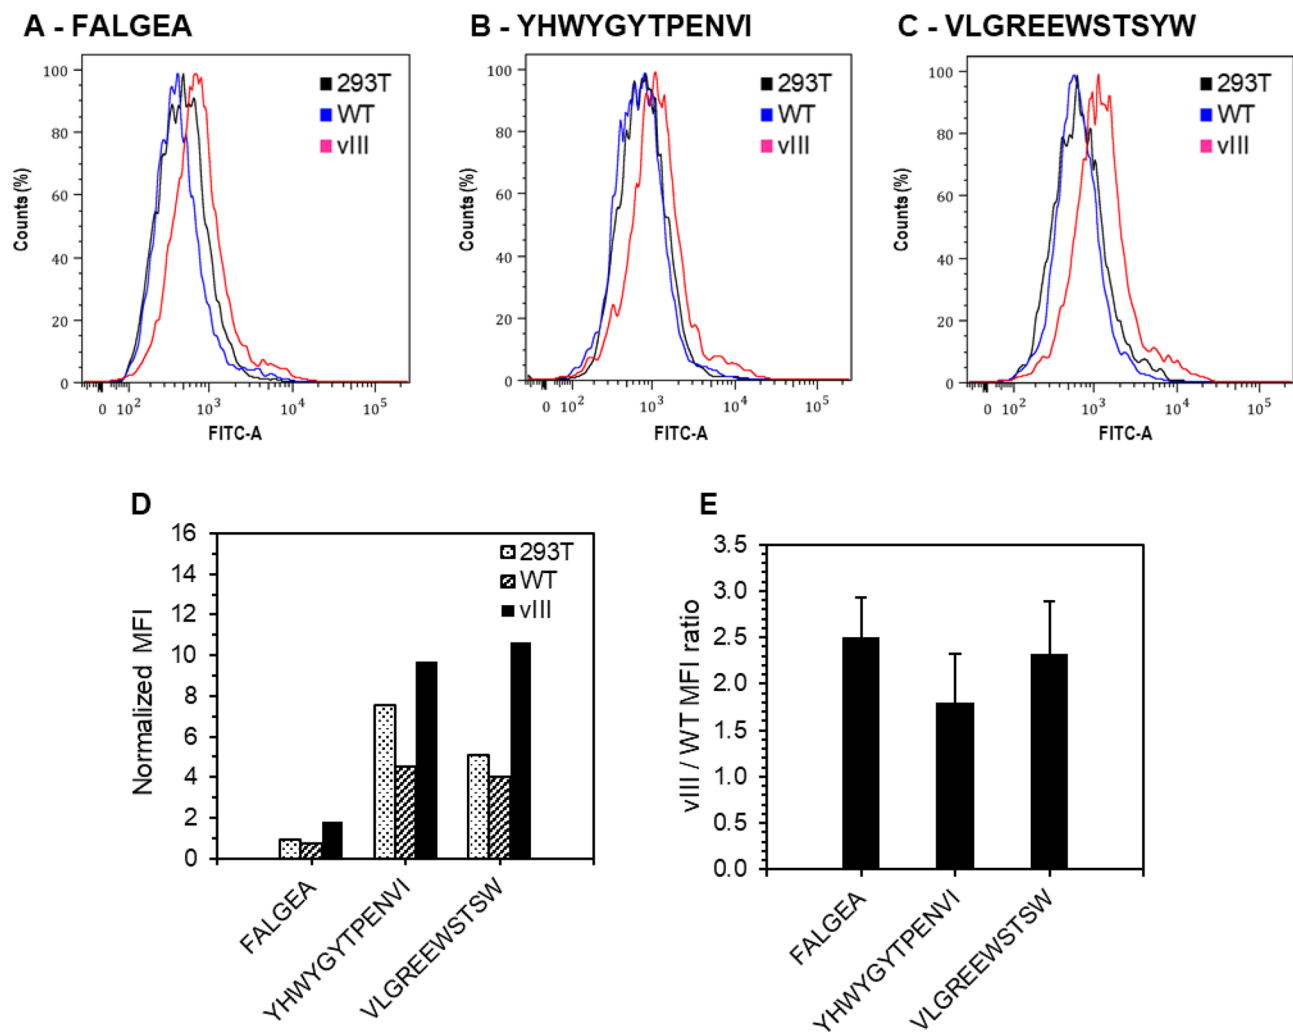 A - FALGEA
B - YHWYGYTPENVI
C - VLGREEWSTSYW
100
80
60
40
20
0
Counts (%)
293T
WT
vIII
0 10² 10³ 10⁴ 10⁵
FITC-A
100
80
60
40
20
0
Counts (%)
293T
WT
vIII
0 10² 10³ 10⁴ 10⁵
FITC-A
100
80
60
40
20
0
Counts (%)
293T
WT
vIII
0 10² 10³ 10⁴ 10⁵
FITC-A
D
16
14
12
10
8
6
4
2
0
Normalized MFI
293T
WT
vIII
FALGEA
YHWYGYTPENVI
VLGREEWSTSW
E
3.5
3.0
2.5
2.0
1.5
1.0
0.5
0.0
vIII / WT MFI ratio
FALGEA
YHWYGYTPENVI
VLGREEWSTSW